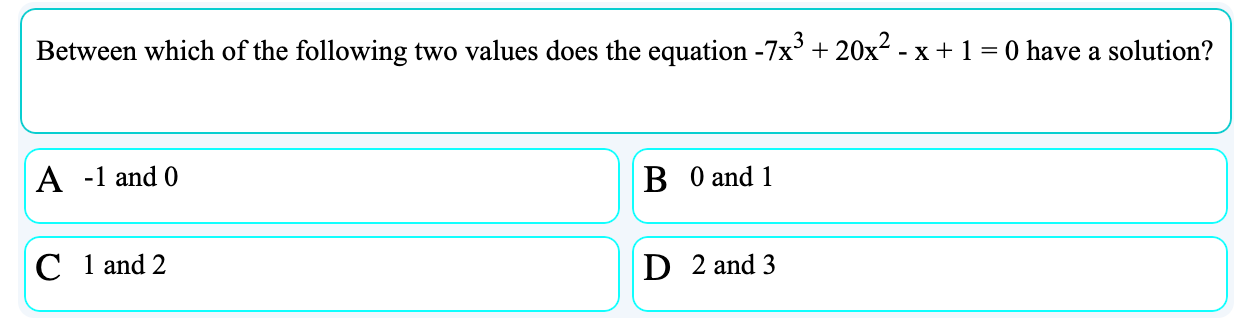 Between which of the following two values does the equation -7x³ + 20x² - x + 1 = 0 have a solution?
A -1 and 0
B 0 and 1
C 1 and 2
D 2 and 3